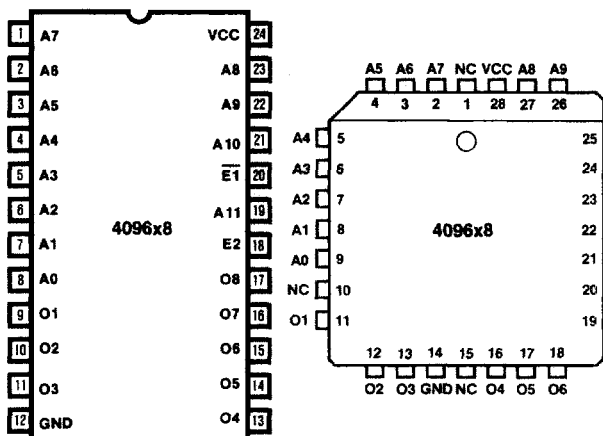 1 A7 VCC 24
2 A6 A8 23
3 A5 A9 22
4 A4 A10 21
5 A3 E1 20
6 A2 A11 19
7 A1 E2 18
8 A0 O8 17
9 O1 O7 16
10 O2 O6 15
11 O3 O5 14
12 GND O4 13
4096x8
A5 A6 A7 NC VCC A8 A9
4 3 2 1 28 27 26
A4 5 25
A3 6 24
A2 7 23
A1 8 4096x8 22
A0 9 21
NC 10 20
O1 11 19
12 13 14 15 16 17 18
O2 O3 GND NC O4 O5 O6